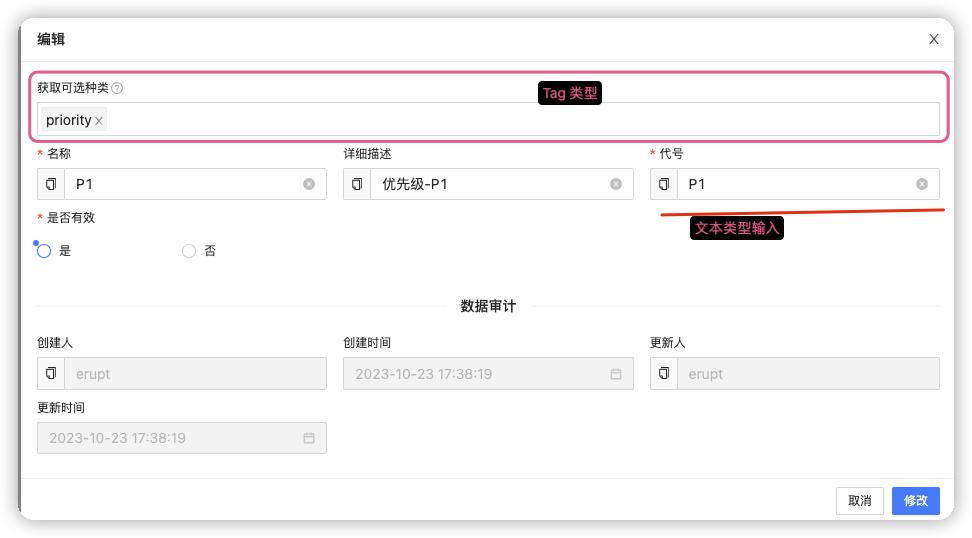 编辑
获取可选种类
Tag 类型
priority
* 名称
详细描述
* 代号
P1
优先级-P1
P1
* 是否有效
文本类型输入
是
否
数据审计
创建人
创建时间
更新人
erupt
2023-10-23 17:38:19
erupt
更新时间
2023-10-23 17:38:19
取消
修改